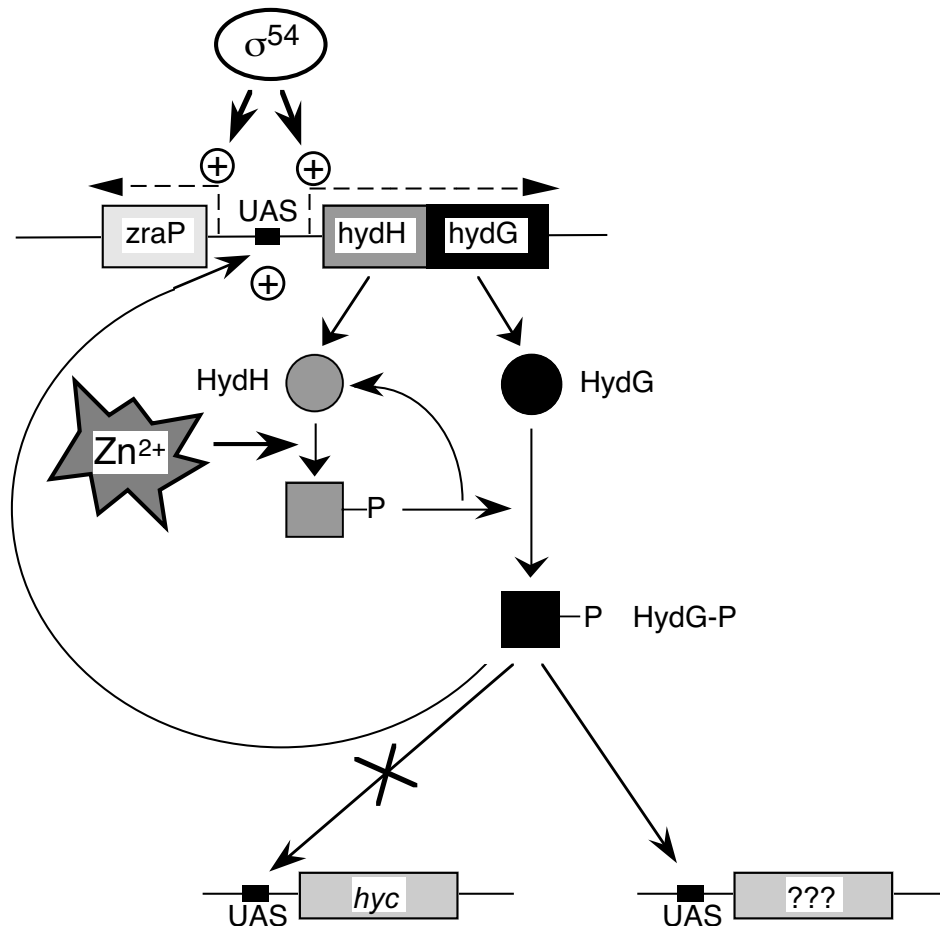 σ54
+
+
UAS
zraP
hydH
hydG
+
HydH
HydG
Zn2+
P
P
HydG-P
hyc
???
UAS
UAS